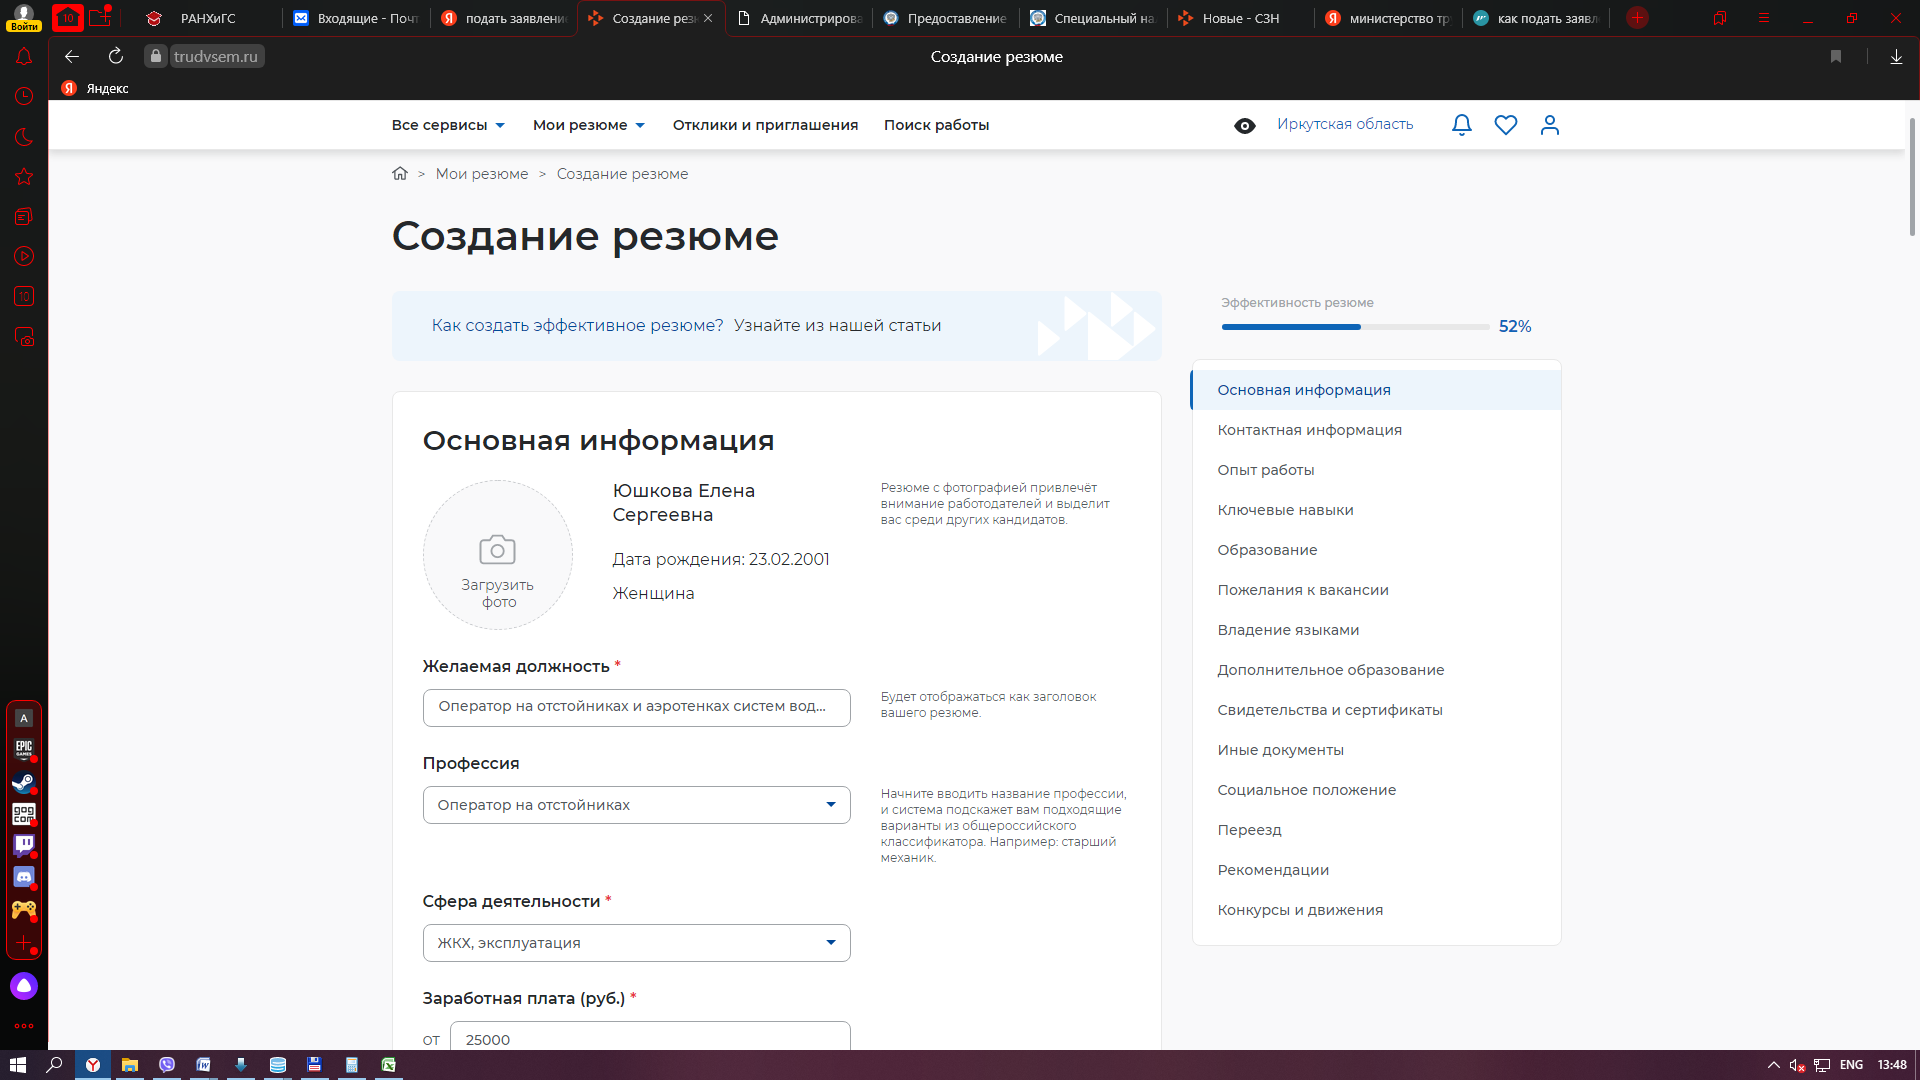 Войти
10
РАНХиГС
Входящие - Почт
подать заявление
Создание рез
Администрирова
Предоставление
Специальный на
Новые - СЗН
министерство тр
как подать заявл
trudvsem.ru
Создание резюме
Яндекс
Все сервисы
Мои резюме
Отклики и приглашения
Поиск работы
Иркутская область
> Мои резюме > Создание резюме
Создание резюме
Как создать эффективное резюме? Узнайте из нашей статьи
Эффективность резюме
52%
Основная информация
Загрузить
фото
Юшкова Елена
Сергеевна
Дата рождения: 23.02.2001
Женщина
Резюме с фотографией привлечёт
внимание работодателей и выделит
вас среди других кандидатов.
Желаемая должность *
Оператор на отстойниках и аэротенках систем вод...
Будет отображаться как заголовок
вашего резюме.
Профессия
Оператор на отстойниках
Начните вводить название профессии,
и система подскажет вам подходящие
варианты из общероссийского
классификатора. Например: старший
механик.
Сфера деятельности *
ЖКХ, эксплуатация
Заработная плата (руб.) *
от
25000
Основная информация
Контактная информация
Опыт работы
Ключевые навыки
Образование
Пожелания к вакансии
Владение языками
Дополнительное образование
Свидетельства и сертификаты
Иные документы
Социальное положение
Переезд
Рекомендации
Конкурсы и движения
10
A
EPIC
GAMES
GOG
COM
ENG
13:48